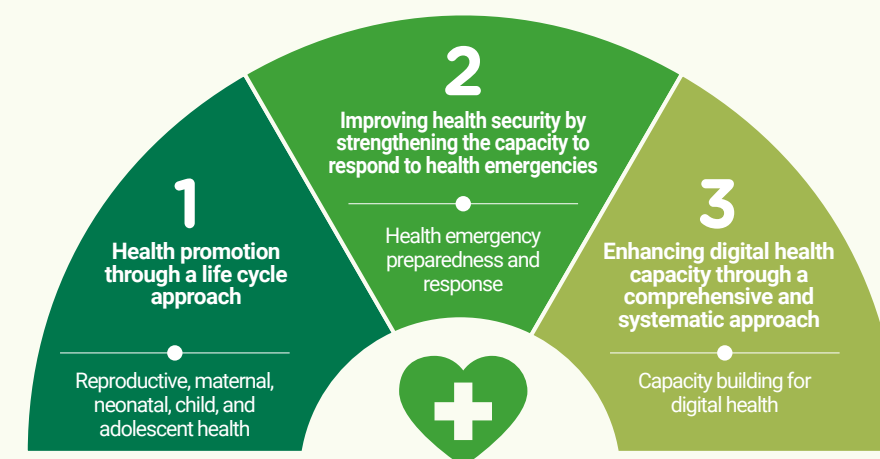 1
Health promotion
through a life cycle
approach
Reproductive, maternal,
neonatal, child, and
adolescent health
2
Improving health security by
strengthening the capacity to
respond to health emergencies
Health emergency
preparedness and
response
3
Enhancing digital health
capacity through a
comprehensive and
systematic approach
Capacity building for
digital health